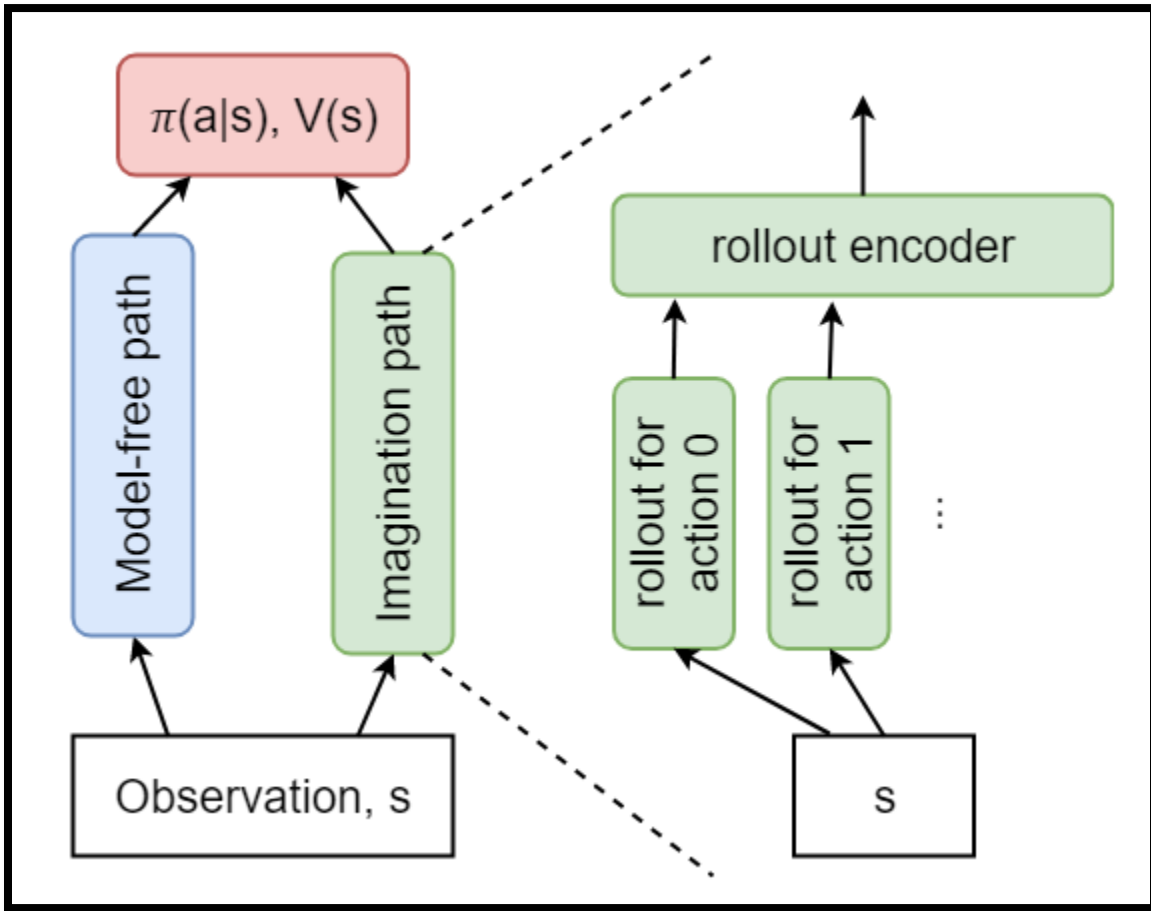 π(a|s), V(s)
Model-free path
Imagination path
Observation, s
rollout encoder
rollout for
action 0
rollout for
action 1
...
s